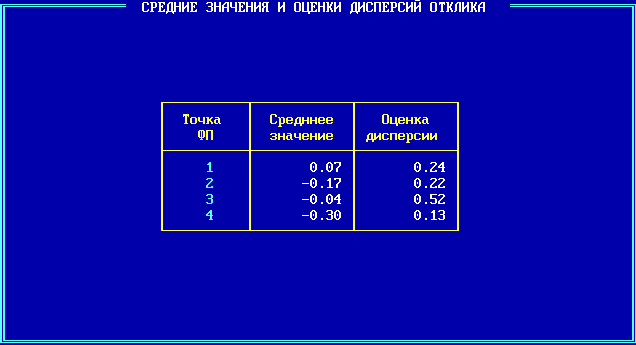 СРЕДНИЕ ЗНАЧЕНИЯ И ОЦЕНКИ ДИСПЕРСИЙ ОТКЛИКА
Точка Средннее Оценка
ФП значение дисперсии
1 0.07 0.24
2 -0.17 0.22
3 -0.04 0.52
4 -0.30 0.13